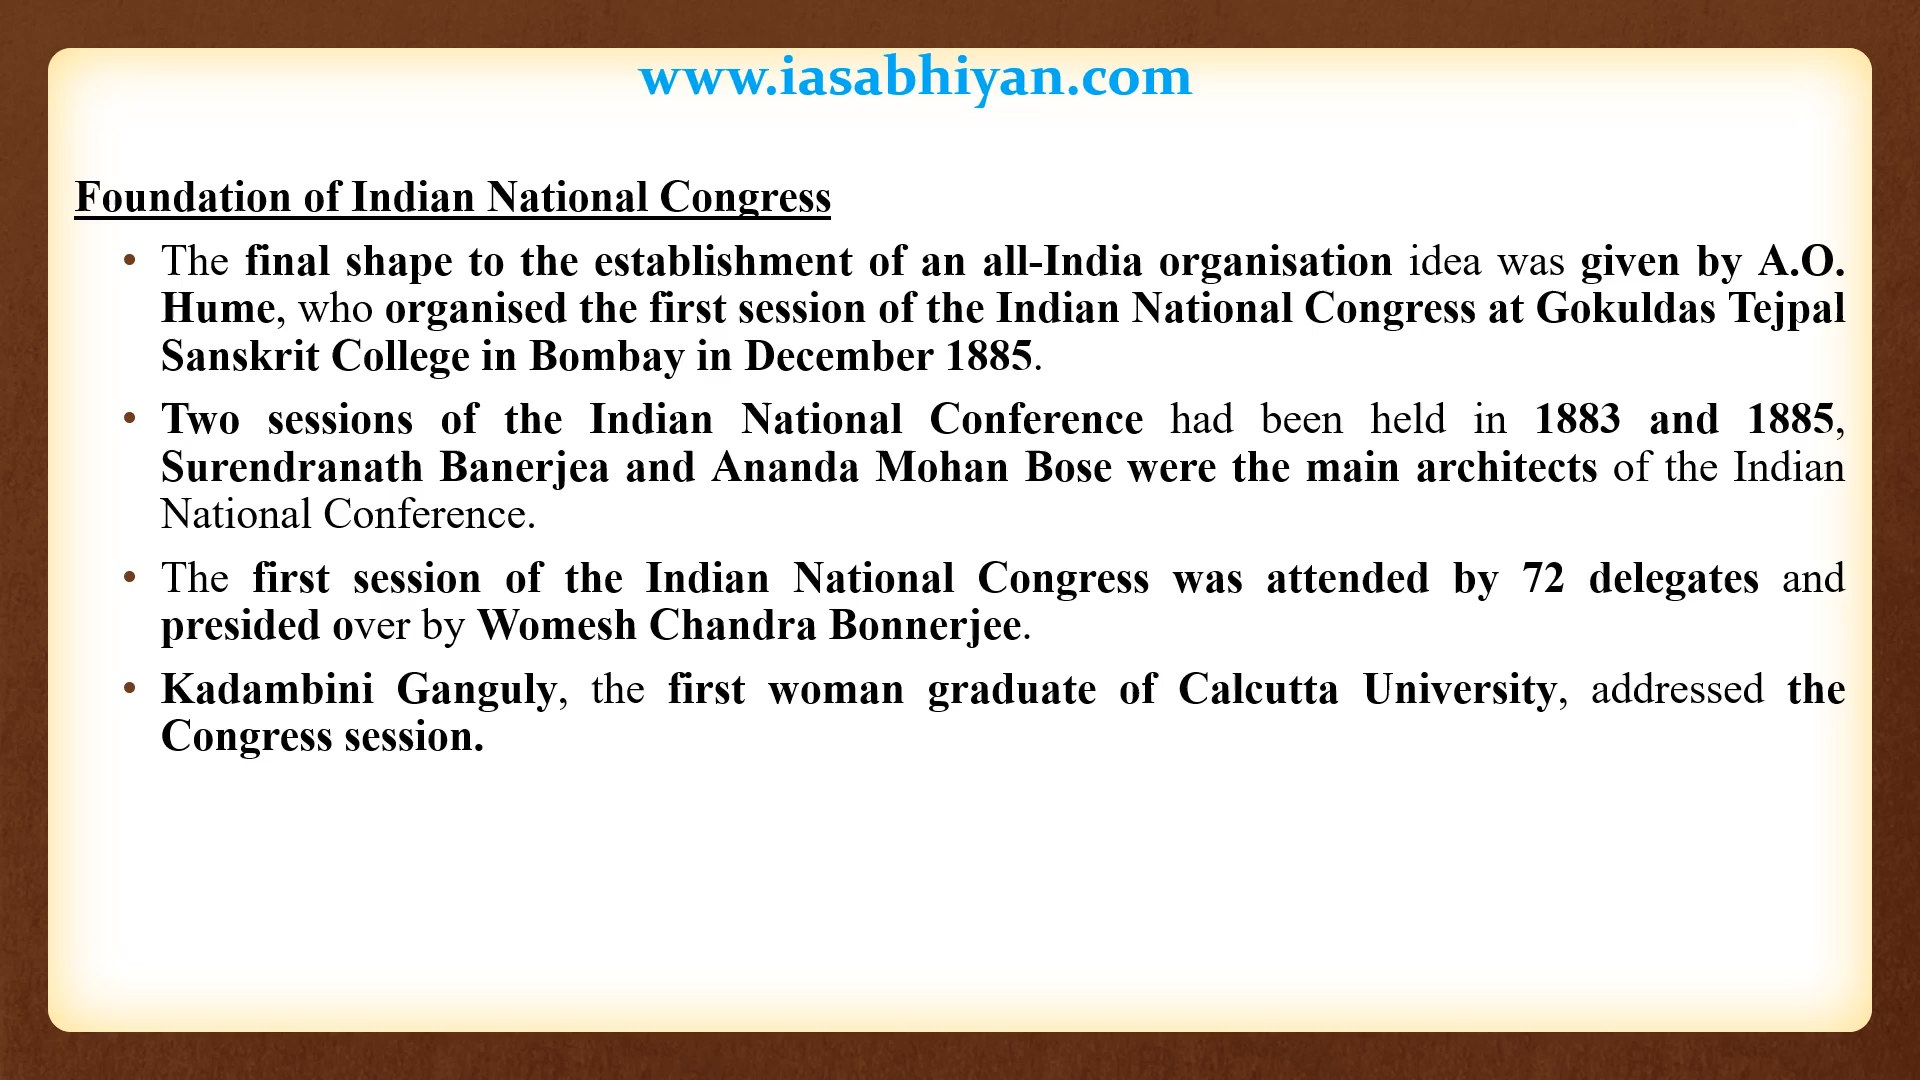 www.iasabhiyan.com
Foundation of Indian National Congress
• The final shape to the establishment of an all-India organisation idea was given by A.O.
Hume, who organised the first session of the Indian National Congress at Gokuldas Tejpal
Sanskrit College in Bombay in December 1885.
• Two sessions of the Indian National Conference had been held in 1883 and 1885,
Surendranath Banerjea and Ananda Mohan Bose were the main architects of the Indian
National Conference.
• The first session of the Indian National Congress was attended by 72 delegates and
presided over by Womesh Chandra Bonnerjee.
• Kadambini Ganguly, the first woman graduate of Calcutta University, addressed the
Congress session.